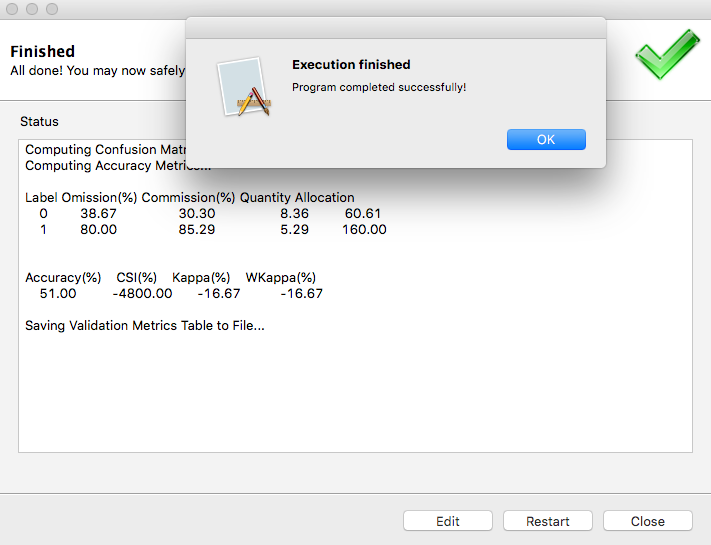 Finished
All done! You may now safely
Execution finished
Program completed successfully!
OK
Status
Computing Confusion Matr
Computing Accuracy Metrics...
Label Omission(%) Commission(%) Quantity Allocation
0 38.67 30.30 8.36 60.61
1 80.00 85.29 5.29 160.00
Accuracy(%) CSI(%) Kappa(%) WKappa(%)
51.00 -4800.00 -16.67 -16.67
Saving Validation Metrics Table to File...
Edit Restart Close